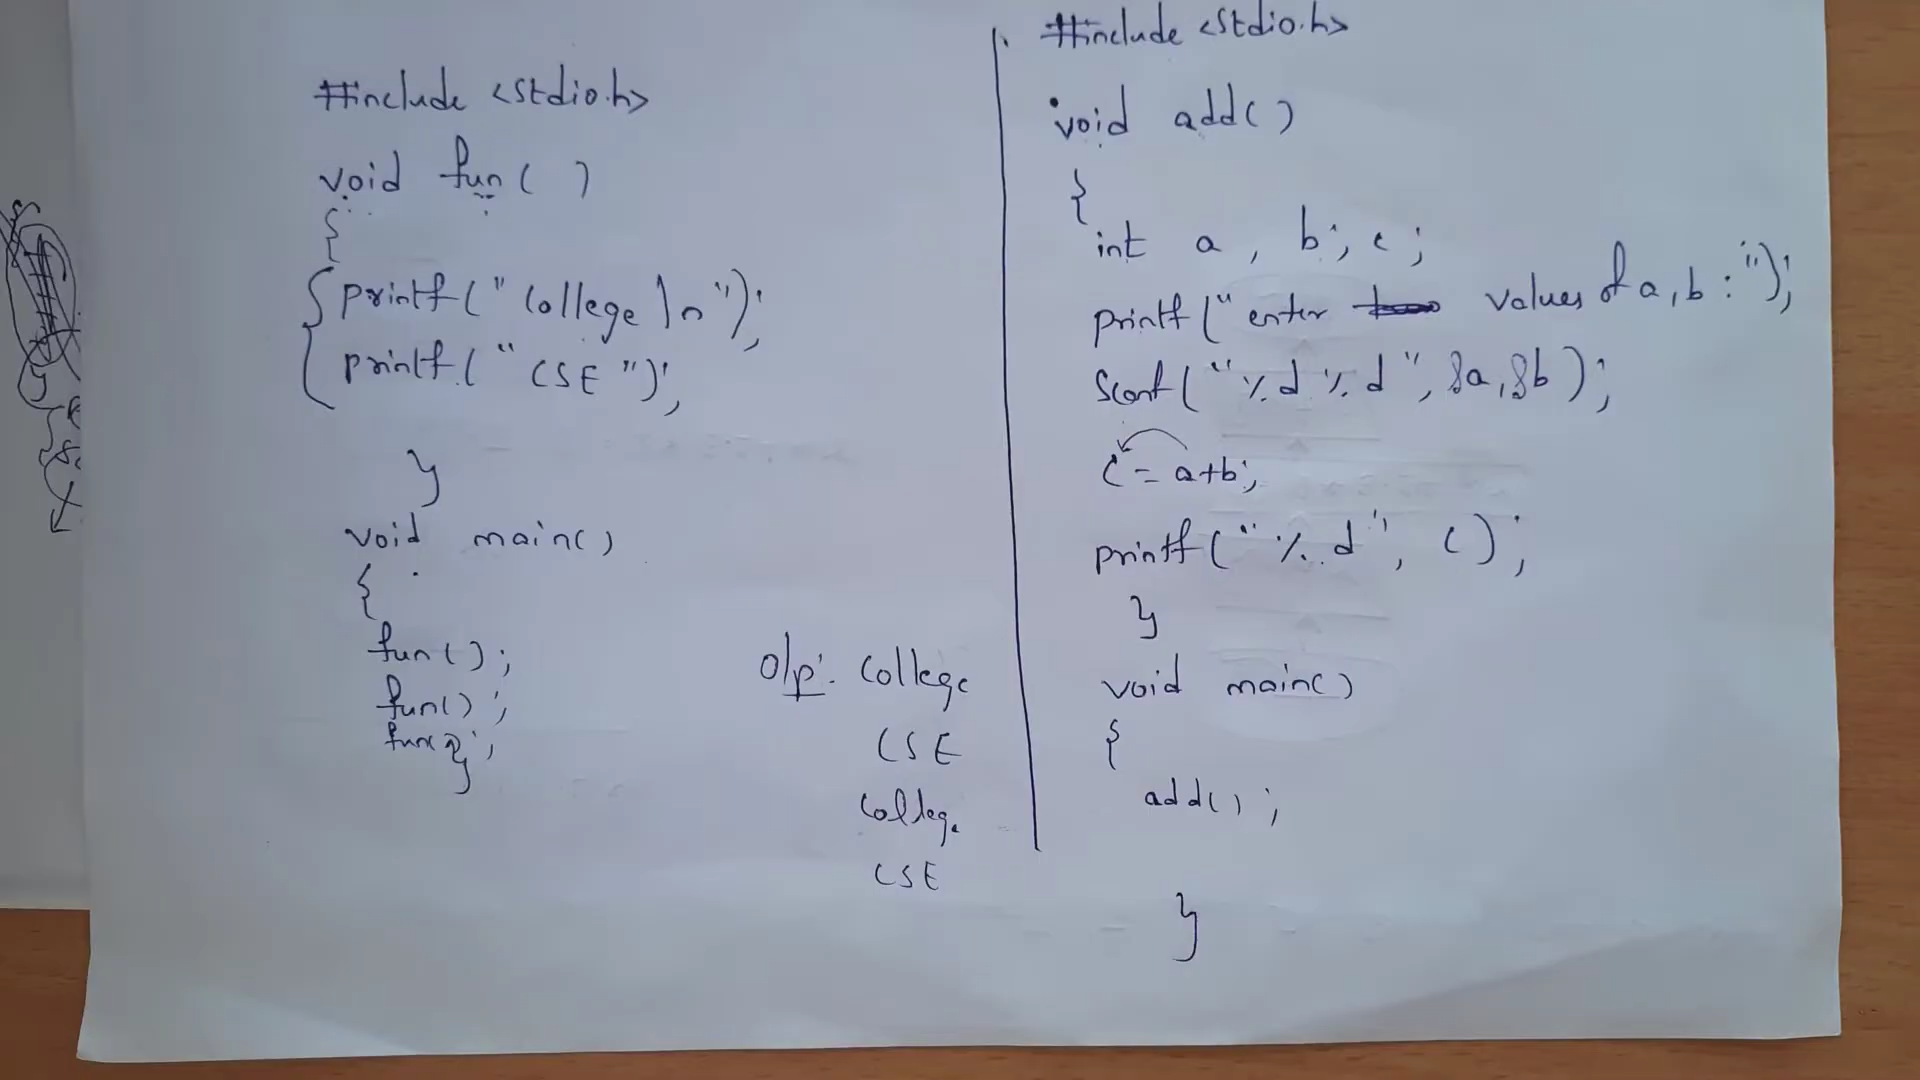 #include <stdio.h>
void fun( )
{
printf("College \n");
printf("CSE");
}
void main()
{
fun();
fun();
fun();
}
o/p: College
CSE
College
CSE
#include <stdio.h>
void add()
{
int a, b, c;
printf("enter values of a, b : ");
Scanf("%d %d", &a, &b);
c = a+b;
printf("%d", c);
}
void main()
{
add();
}